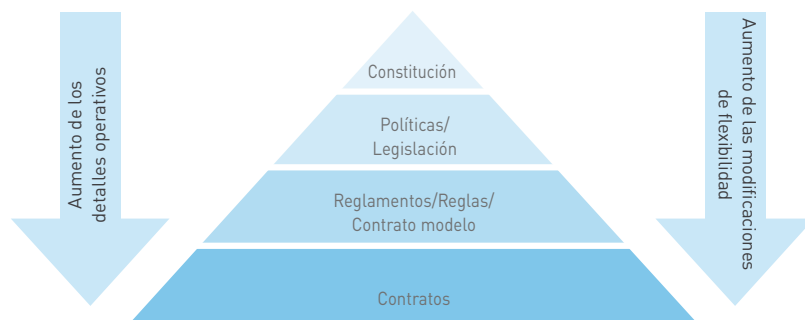 Aumento de los
detalles operativos
Constitución
Políticas/
Legislación
Reglamentos/Reglas/
Contrato modelo
Contratos
Aumento de las modificaciones
de flexibilidad